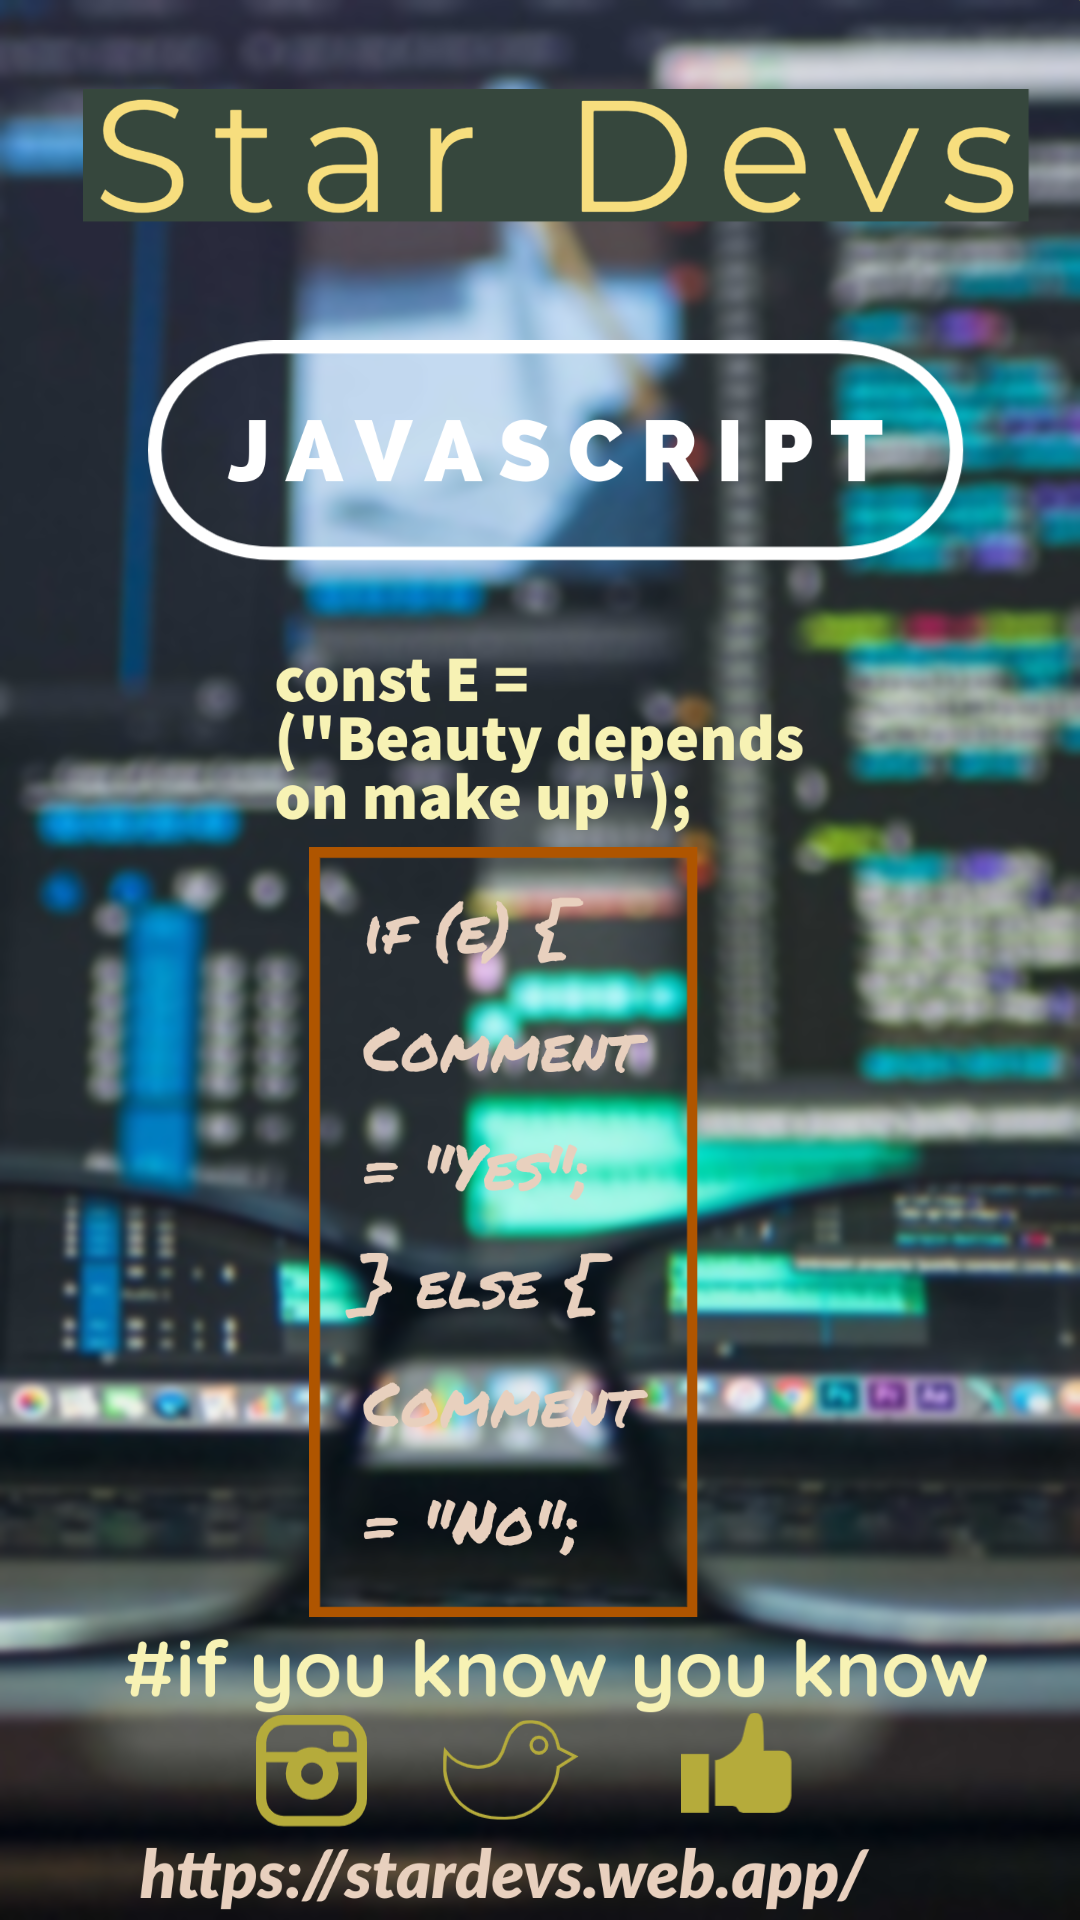 Star Devs
JAVASCRIPT
const E =
("Beauty depends
on make up");
if (e) {
Comment
= "Yes";
} else {
Comment
= "No";
#if you know you know
https://stardevs.web.app/